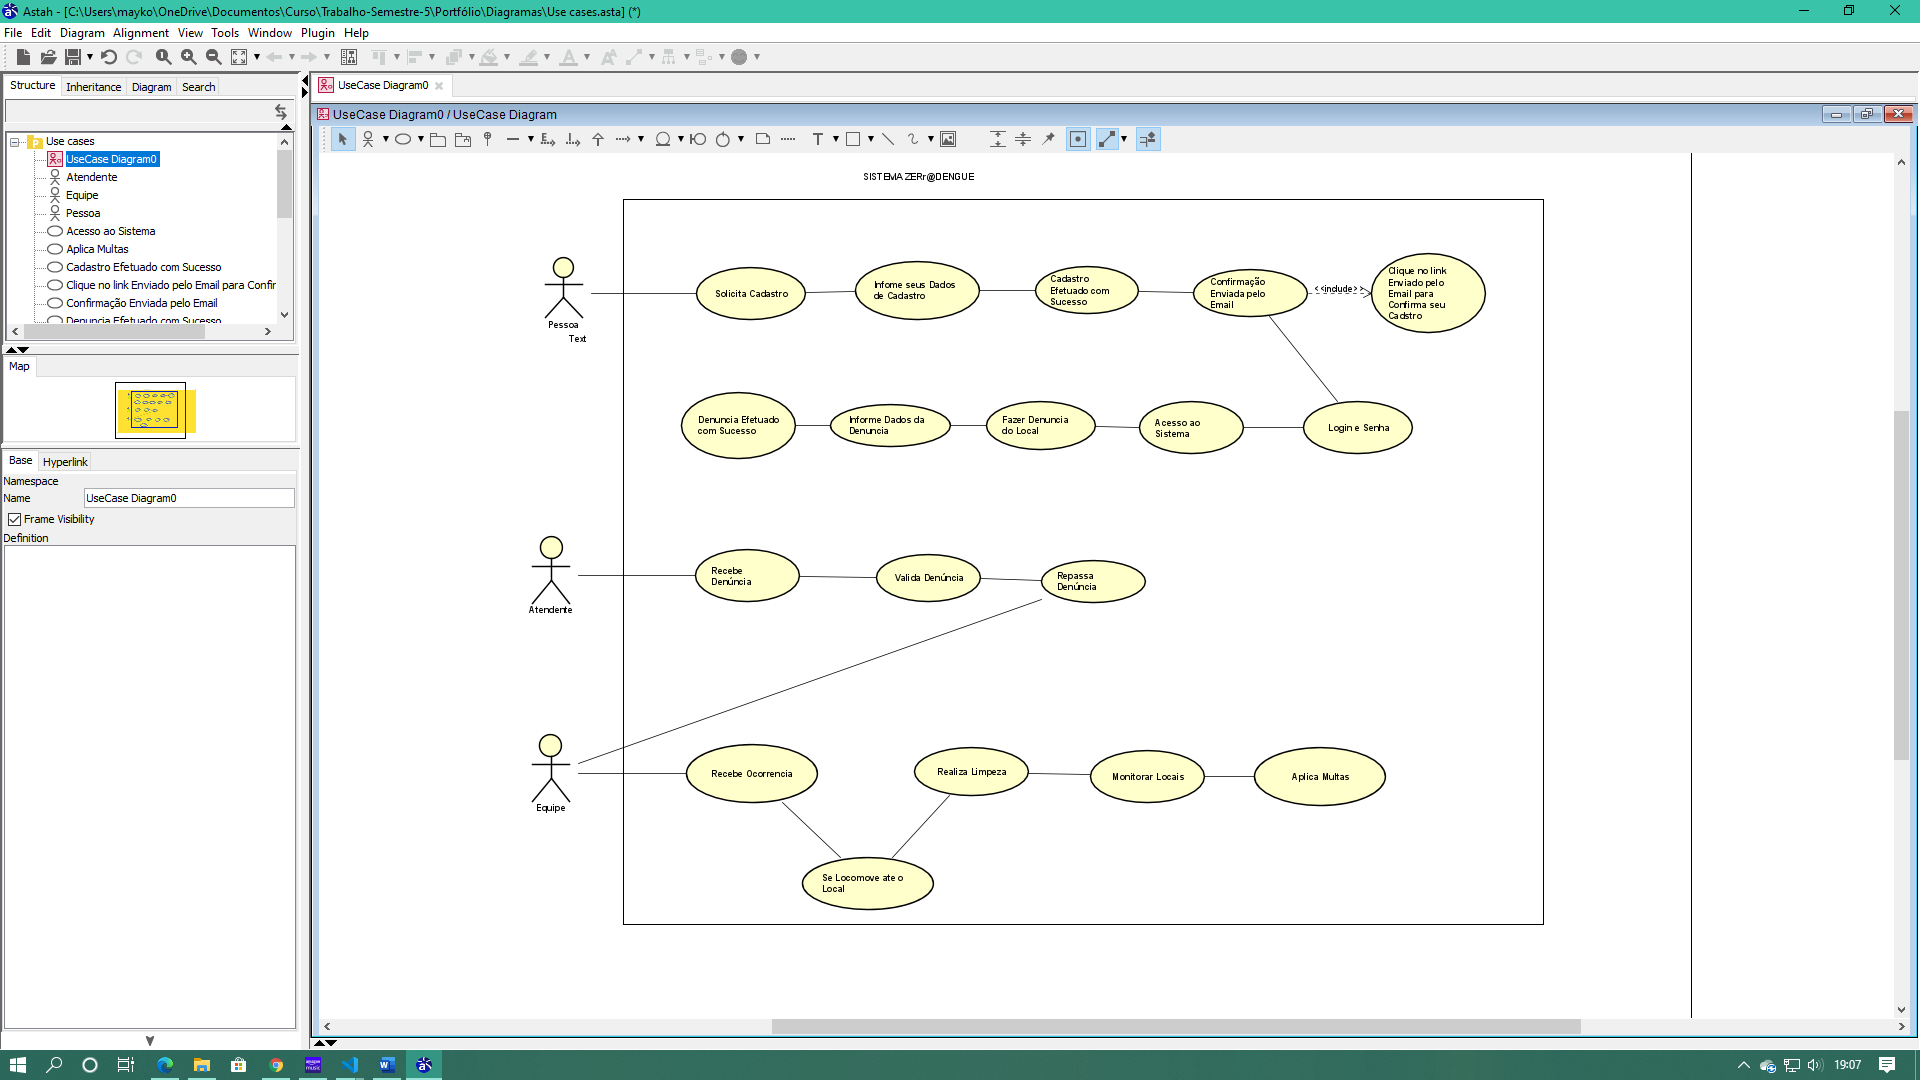 Astah - [C:\Users\mayko\OneDrive\Documentos\Curso\Trabalho-Semestre-5\Portfólio\Diagramas\Use cases.asta] (*)
File Edit Diagram Alignment View Tools Window Plugin Help
Structure Inheritance Diagram Search
UseCase Diagram0
UseCase Diagram0 / UseCase Diagram
Use cases
UseCase Diagram0
Atendente
Equipe
Pessoa
Acesso ao Sistema
Aplica Multas
Cadastro Efetuado com Sucesso
Clique no link Enviado pelo Email para Confir
Confirmação Enviada pelo Email
Denuncia Efetuado com Sucesso
Map
Base Hyperlink
Namespace
Name UseCase Diagram0
Frame Visibility
Definition
SISTEMA ZERr@DENGUE
Pessoa
Text
Solicita Cadastro
Infome seus Dados
de Cadastro
Cadastro
Efetuado com
Sucesso
Confirmação
Enviada pelo
Email
<<include>>
Clique no link
Enviado pelo
Email para
Confirma seu
Cadstro
Denuncia Efetuado
com Sucesso
Informe Dados da
Denuncia
Fazer Denuncia
do Local
Acesso ao
Sistema
Login e Senha
Atendente
Recebe
Denúncia
Valida Denúncia
Repassa
Denúncia
Equipe
Recebe Ocorrencia
Realiza Limpeza
Monitorar Locais
Aplica Multas
Se Locomove ate o
Local
19:07